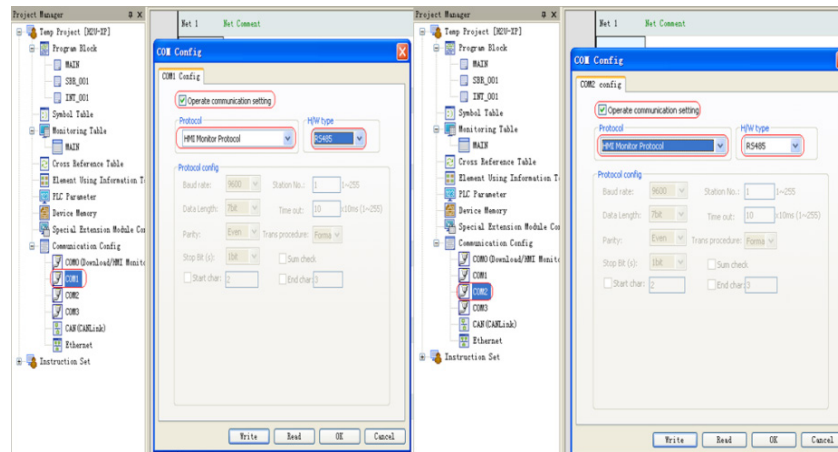 Project Manager
Temp Project [H2U-XP]
Program Block
MAIN
SBR_001
INT_001
Symbol Table
Monitoring Table
MAIN
Cross Reference Table
Element Using Information T
PLC Parameter
Device Memory
Special Extension Module Co
Communication Config
COM0(Download/HMI Monito
COM1
COM2
COM3
CAN(CANLink)
Ethernet
Instruction Set
Net 1 Net Comment
COM Config
COM1 Config
Operate communication setting
Protocol
HMI Monitor Protocol
H/W type
RS485
Protocol config
Baud rate: 9600 Station No.: 1 1~255
Data Length: 7bit Time out: 10 x10ms (1~255)
Parity: Even Trans procedure: Forma
Stop Bit (s): 1bit Sum check
Start char: 2 End char: 3
Write Read OK Cancel
Project Manager
Temp Project [H2U-XP]
Program Block
MAIN
SBR_001
INT_001
Symbol Table
Monitoring Table
MAIN
Cross Reference Table
Element Using Information T
PLC Parameter
Device Memory
Special Extension Module Co
Communication Config
COM0(Download/HMI Monito
COM1
COM2
COM3
CAN(CANLink)
Ethernet
Instruction Set
Net 1 Net Comment
COM Config
COM2 config
Operate communication setting
Protocol
HMI Monitor Protocol
H/W type
RS485
Protocol config
Baud rate: 9600 Station No.: 1 1~255
Data Length: 7bit Time out: 10 x10ms (1~255)
Parity: Even Trans procedure: Forma
Stop Bit (s): 1bit Sum check
Start char: 2 End char: 3
Write Read OK Cancel